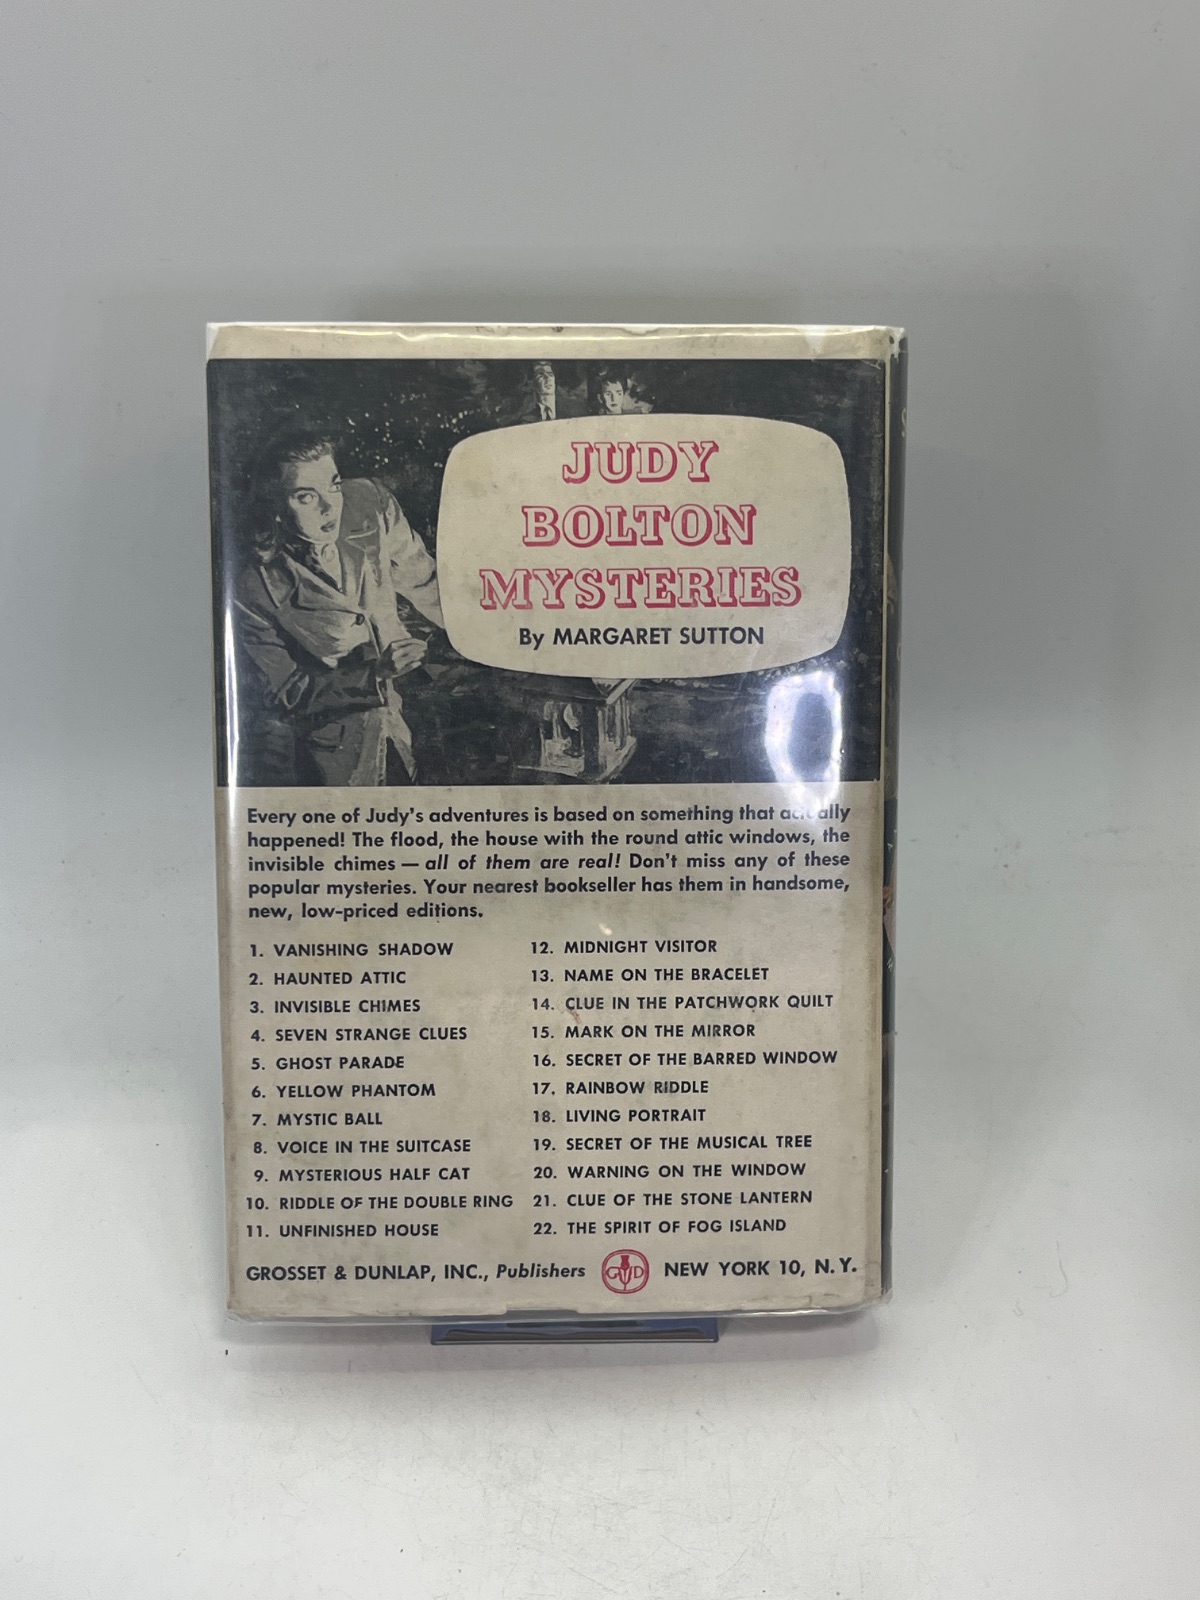 JUDY
BOLTON
MYSTERIES
By MARGARET SUTTON
Every one of Judy's adventures is based on something that actually
happened! The flood, the house with the round attic windows, the
invisible chimes — all of them are real! Don't miss any of these
popular mysteries. Your nearest bookseller has them in handsome,
new, low-priced editions.
1. VANISHING SHADOW
2. HAUNTED ATTIC
3. INVISIBLE CHIMES
4. SEVEN STRANGE CLUES
5. GHOST PARADE
6. YELLOW PHANTOM
7. MYSTIC BALL
8. VOICE IN THE SUITCASE
9. MYSTERIOUS HALF CAT
10. RIDDLE OF THE DOUBLE RING
11. UNFINISHED HOUSE
12. MIDNIGHT VISITOR
13. NAME ON THE BRACELET
14. CLUE IN THE PATCHWORK QUILT
15. MARK ON THE MIRROR
16. SECRET OF THE BARRED WINDOW
17. RAINBOW RIDDLE
18. LIVING PORTRAIT
19. SECRET OF THE MUSICAL TREE
20. WARNING ON THE WINDOW
21. CLUE OF THE STONE LANTERN
22. THE SPIRIT OF FOG ISLAND
GROSSET & DUNLAP, INC., Publishers G D NEW YORK 10, N. Y.